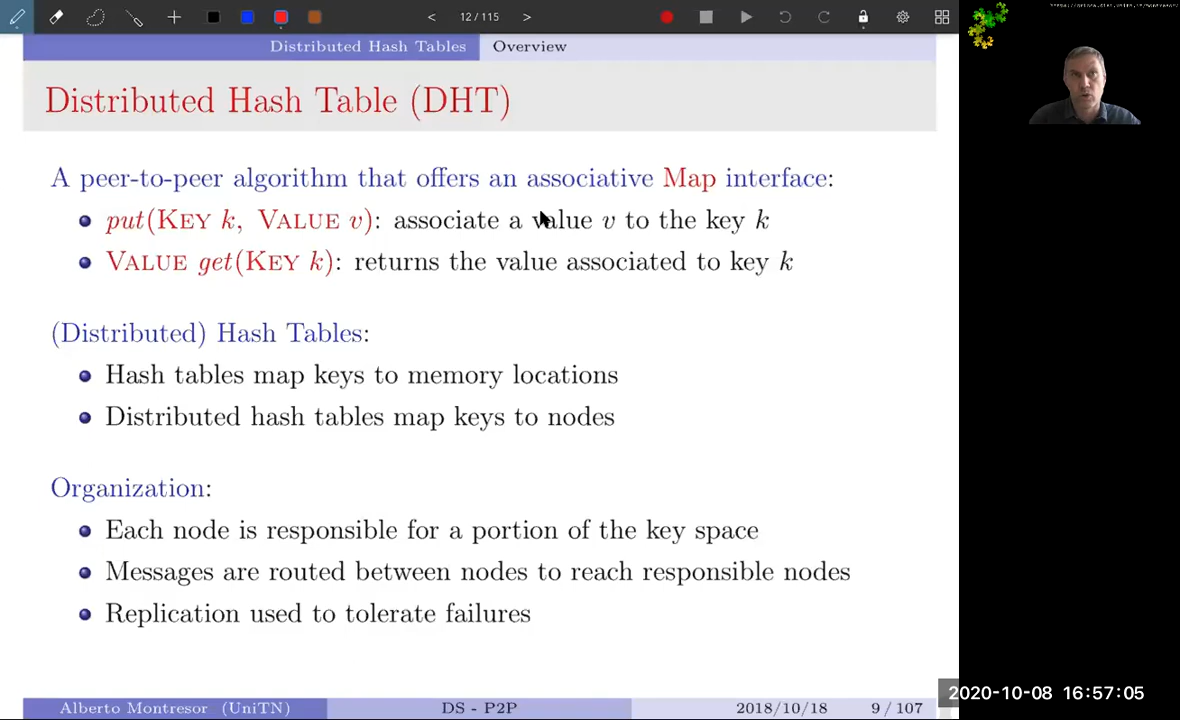 12 / 115
Distributed Hash Tables Overview
Distributed Hash Table (DHT)
A peer-to-peer algorithm that offers an associative Map interface:
put(KEY k, VALUE v): associate a value v to the key k
VALUE get(KEY k): returns the value associated to key k
(Distributed) Hash Tables:
Hash tables map keys to memory locations
Distributed hash tables map keys to nodes
Organization:
Each node is responsible for a portion of the key space
Messages are routed between nodes to reach responsible nodes
Replication used to tolerate failures
Alberto Montresor (UniTN) DS - P2P 2018/10/18 9 / 107
2020-10-08 16:57:05